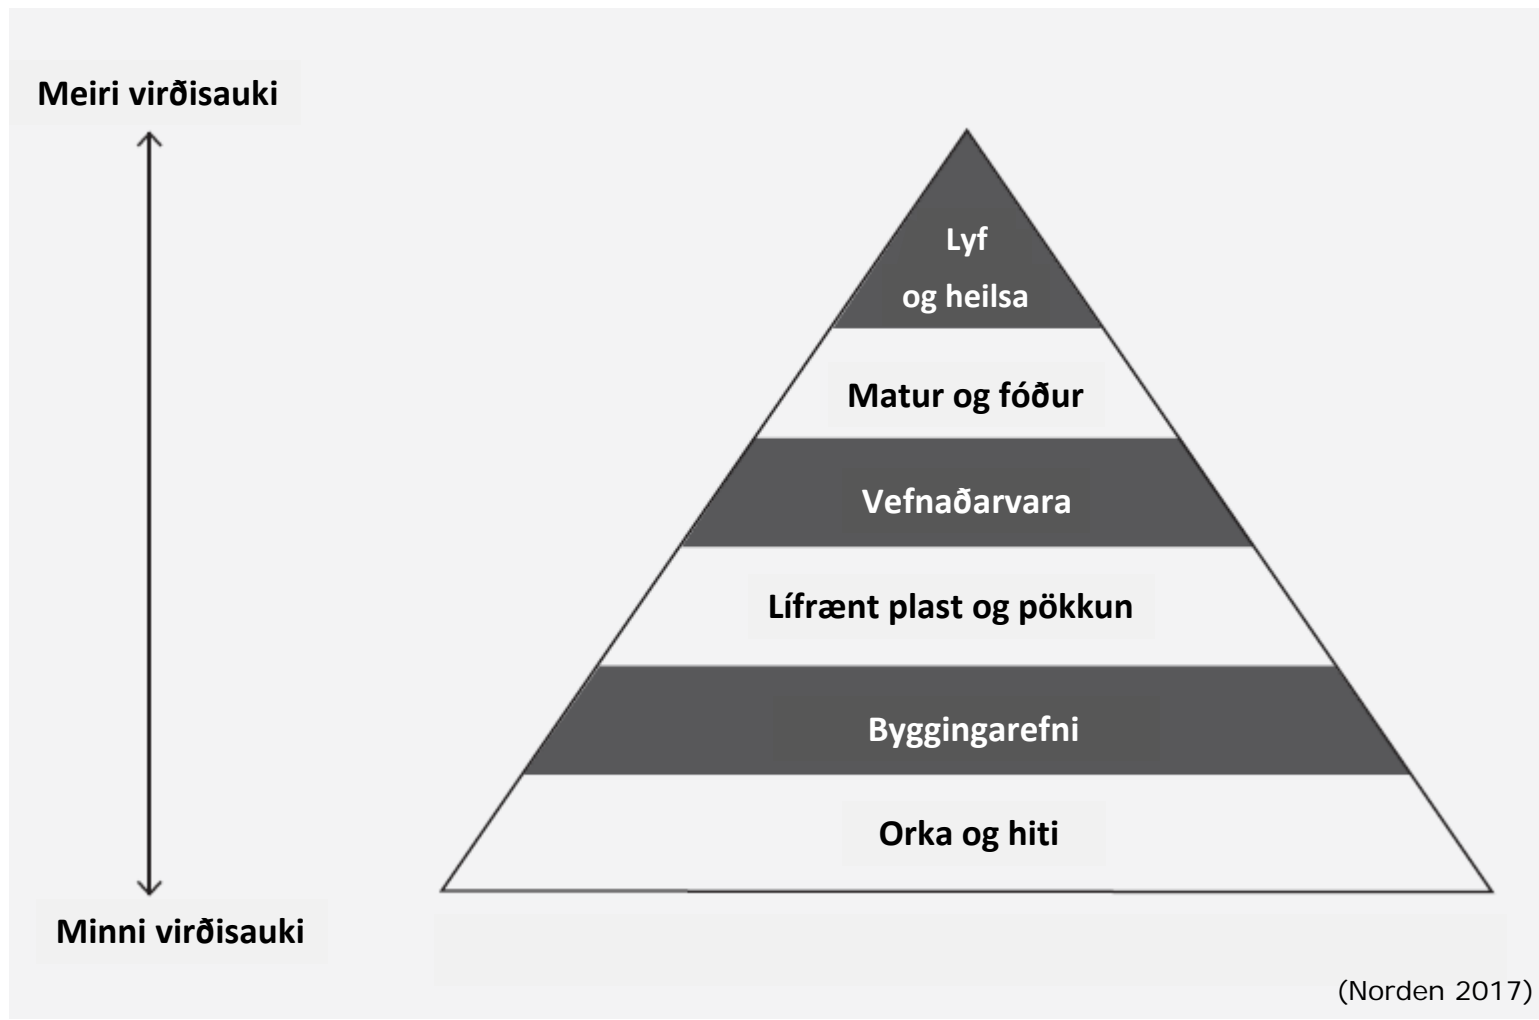 Meiri virðisauki
Lyf
og heilsa
Matur og fóður
Vefnaðarvara
Lífrænt plast og pökkun
Byggingarefni
Orka og hiti
Minni virðisauki
(Norden 2017)